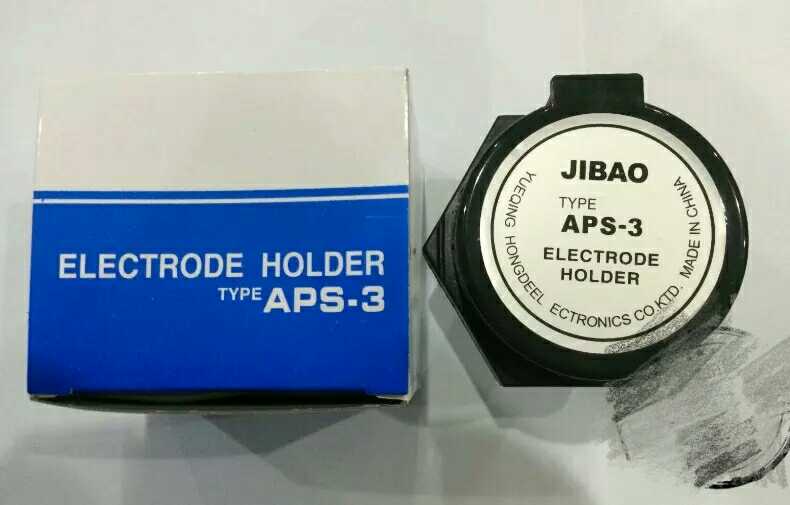 ELECTRODE HOLDER
TYPE APS-3
JIBAO
TYPE
APS-3
ELECTRODE
HOLDER
YUEQING HONGDEEL ECTRONICS CO.KTD. MADE IN CHINA